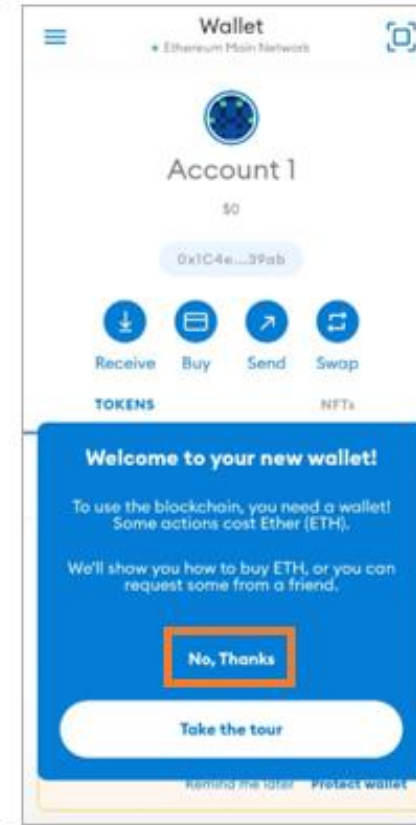 Wallet
Ethereum Main Network
Account 1
$0
0x1C4e...39ab
Receive Buy Send Swap
TOKENS NFTs
Welcome to your new wallet!
To use the blockchain, you need a wallet!
Some actions cost Ether (ETH).
We'll show you how to buy ETH, or you can
request some from a friend.
No, Thanks
Take the tour
Remind me later Protect wallet